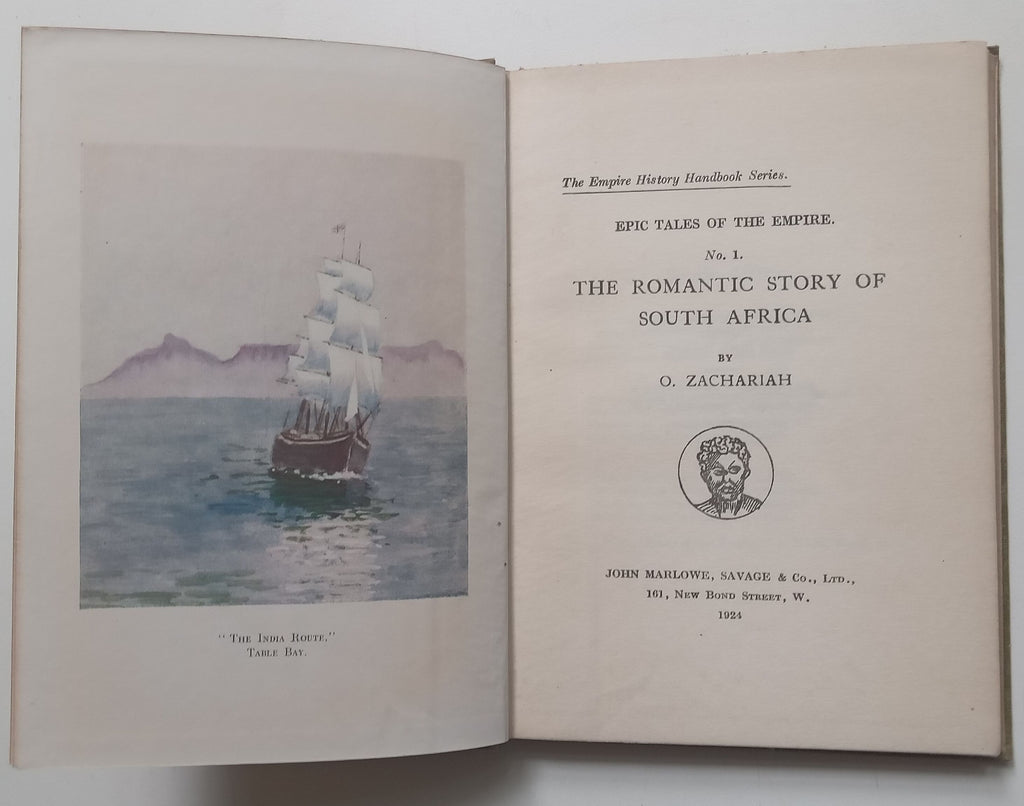 "The India Route,"
Table Bay.
The Empire History Handbook Series.
EPIC TALES OF THE EMPIRE.
No. 1.
THE ROMANTIC STORY OF
SOUTH AFRICA
BY
O. ZACHARIAH
JOHN MARLOWE, SAVAGE & Co., Ltd.,
161, New Bond Street, W.
1924